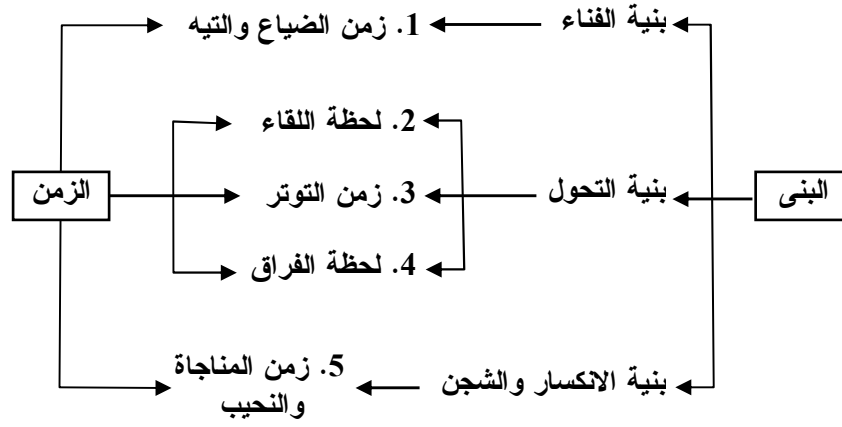 بنية الفناء
1. زمن الضياع والتيه
2. لحظة اللقاء
البنى
بنية التحول
3. زمن التوتر
الزمن
4. لحظة الفراق
بنية الانكسار والشجن
5. زمن المناجاة
والنحيب